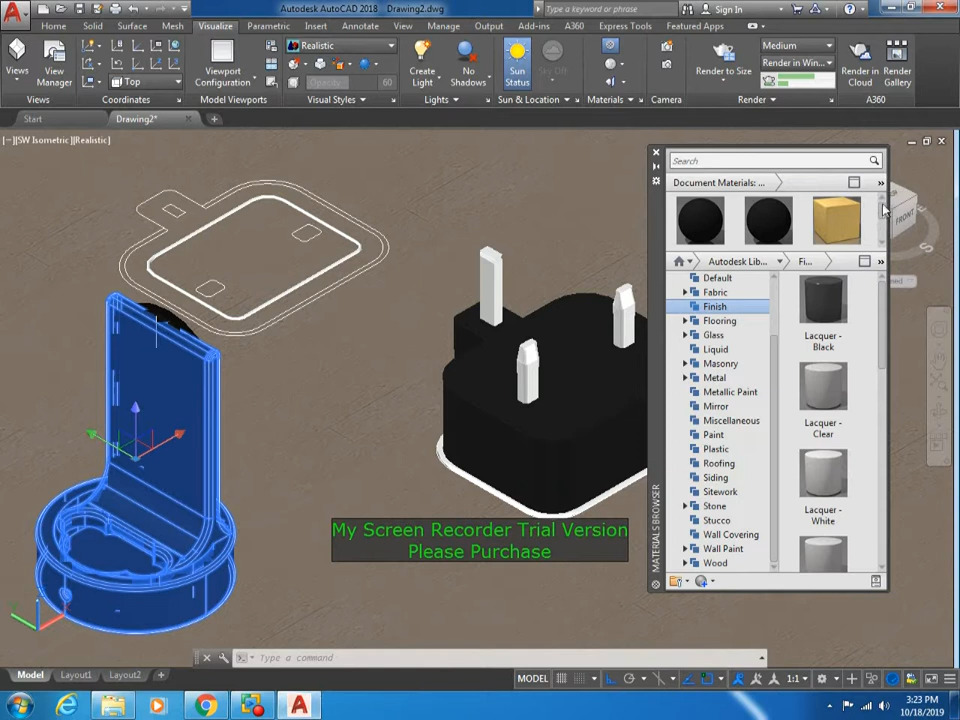 Autodesk AutoCAD 2018 Drawing2.dwg
Type a keyword or phrase
Sign In
Home Solid Surface Mesh Visualize Parametric Insert Annotate View Manage Output Add-ins A360 Express Tools Featured Apps
Realistic
Medium
Render in Win...
Views
View Manager
Top
Viewport Configuration
Opacity 60
Create Light
No Shadows
Sun Status
Render to Size
Render in Cloud
Render Gallery
Views Coordinates Model Viewports Visual Styles Lights Sun & Location Materials Camera Render A360
Start Drawing2*
[−][SW Isometric][Realistic]
Search
Document Materials: ...
FRONT
S
Autodesk Lib... Fi...
Default
Fabric
Finish
Flooring
Glass
Liquid
Masonry
Metal
Metallic Paint
Mirror
Miscellaneous
Paint
Plastic
Roofing
Siding
Sitework
Stone
Stucco
Wall Covering
Wall Paint
Wood
Lacquer - Black
Lacquer - Clear
Lacquer - White
MATERIALS BROWSER
My Screen Recorder Trial Version
Please Purchase
Type a command
Model Layout1 Layout2
MODEL
1:1
3:23 PM
10/18/2019